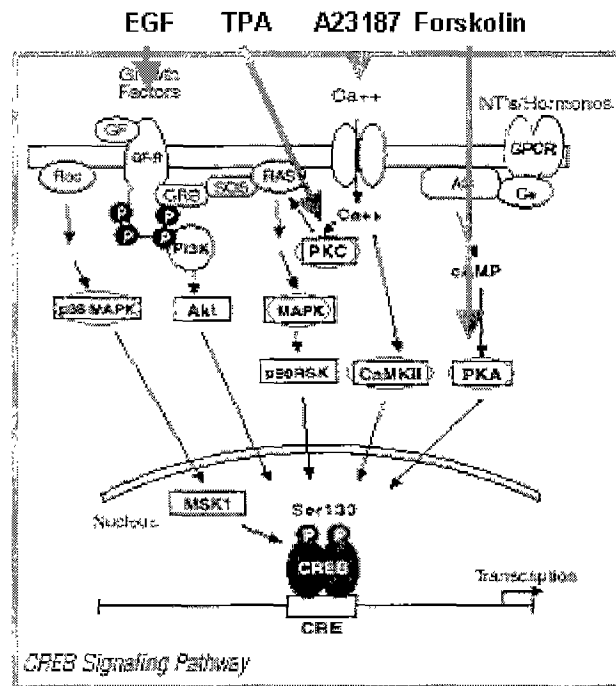 EGF TPA A23187 Forskolin
Growth
Factors
Ca++
NT's/Hormones
GF
GF-R
GPCR
Rac
GRB
SOS
RAS
AC
Gs
P P
P P
PI3K
Ca++
PKC
cAMP
p38 MAPK
Akt
MAPK
p90RSK
CaMKII
PKA
MSK1
Nucleus
Ser133
P P
CREB
Transcription
CRE
CREB Signaling Pathway